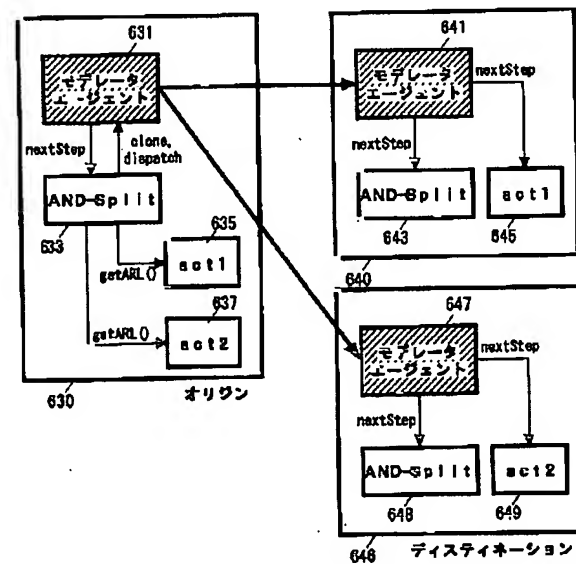 631
モデレータ
エージェント
nextStep
clone,
dispatch
AND-Split
633
635
act1
getARL()
637
act2
getARL()
630
オリジン
641
モデレータ
エージェント
nextStep
nextStep
AND-Split
act1
643
645
640
647
モデレータ
エージェント
nextStep
nextStep
AND-Split
act2
648
649
646
ディスティネーション